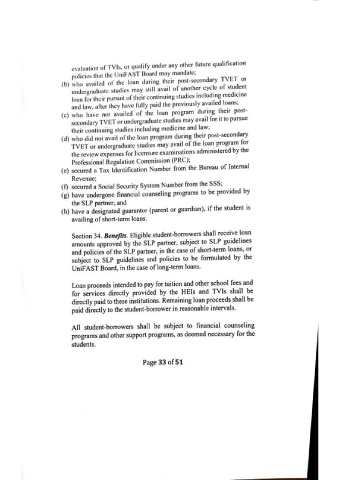 evaluation of TVIs, or qualify under any other future qualification
policies that the UniFAST Board may mandate;
(b) who availed of the loan during their post-secondary TVET or
undergraduate studies may still avail of another cycle of student
loan for their pursuit of their continuing studies including medicine
and law, after they have fully paid the previously availed loans;
(c) who have not availed of the loan program during their post-
secondary TVET or undergraduate studies may avail for it to pursue
their continuing studies including medicine and law;
(d) who did not avail of the loan program during their post-secondary
TVET or undergraduate studies may avail of the loan program for
the review expenses for licensure examinations administered by the
Professional Regulation Commission (PRC);
(e) secured a Tax Identification Number from the Bureau of Internal
Revenue;
(f) secured a Social Security System Number from the SSS;
(g) have undergone financial counseling programs to be provided by
the SLP partner; and
(h) have a designated guarantor (parent or guardian), if the student is
availing of short-term loans.
Section 34. Benefits. Eligible student-borrowers shall receive loan
amounts approved by the SLP partner, subject to SLP guidelines
and policies of the SLP partner, in the case of short-term loans, or
subject to SLP guidelines and policies to be formulated by the
UniFAST Board, in the case of long-term loans.
Loan proceeds intended to pay for tuition and other school fees and
for services directly provided by the HEIs and TVIs shall be
directly paid to these institutions. Remaining loan proceeds shall be
paid directly to the student-borrower in reasonable intervals.
All student-borrowers shall be subject to financial counseling
programs and other support programs, as deemed necessary for the
students.
Page 33 of 51